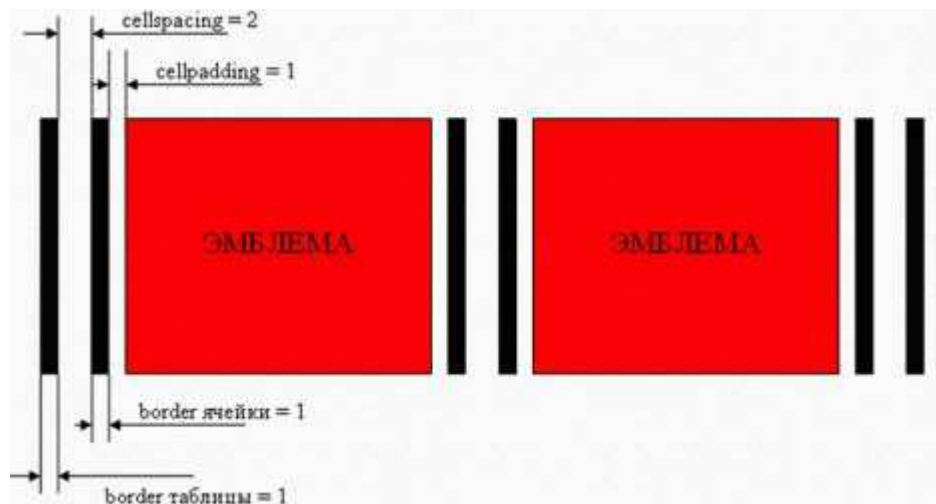 cellspacing = 2
cellpadding = 1
ЭМБЛЕМА ЭМБЛЕМА
border ячейки = 1
border таблицы = 1